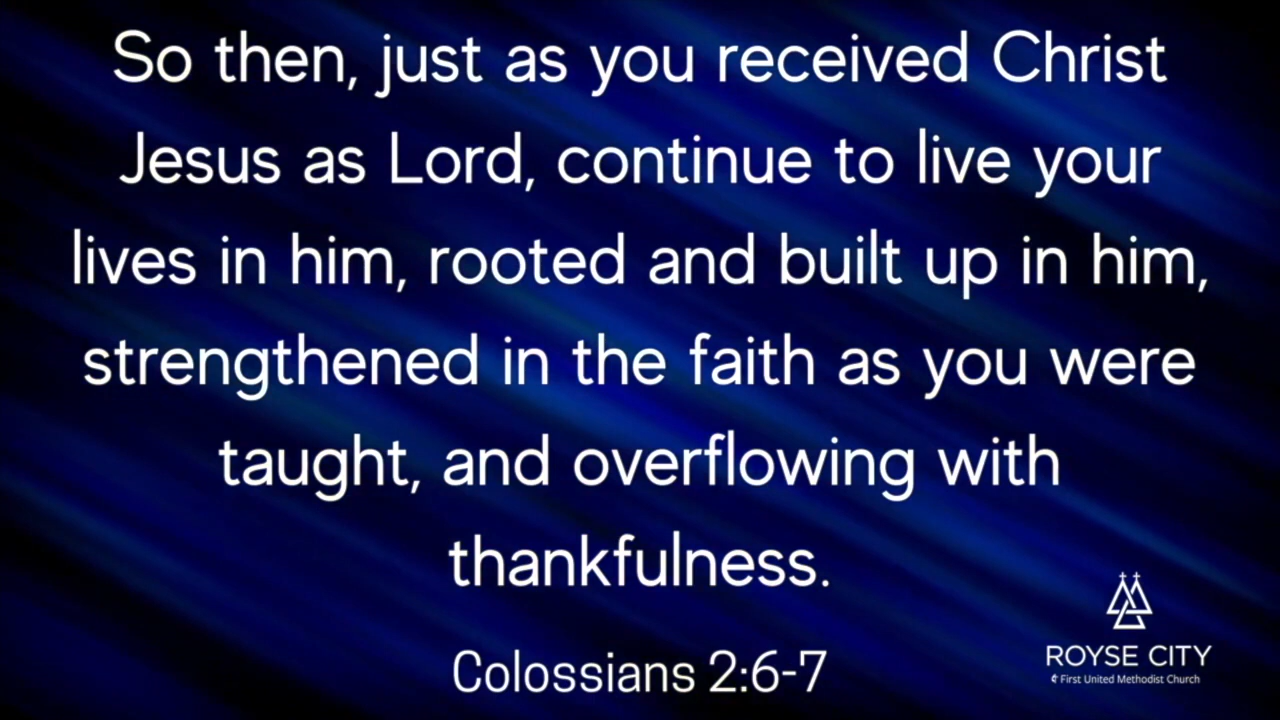 So then, just as you received Christ
Jesus as Lord, continue to live your
lives in him, rooted and built up in him,
strengthened in the faith as you were
taught, and overflowing with
thankfulness.
Colossians 2:6-7
ROYSE CITY
First United Methodist Church